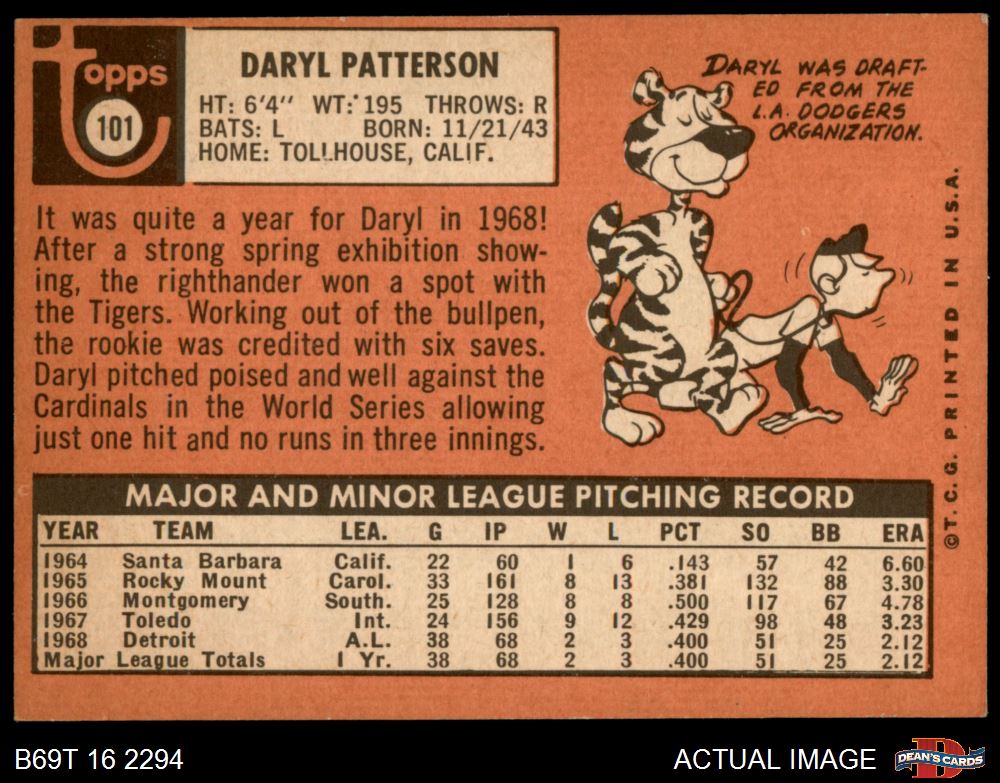 Topps
101
DARYL PATTERSON
HT: 6'4" WT: 195 THROWS: R
BATS: L BORN: 11/21/43
HOME: TOLLHOUSE, CALIF.
DARYL WAS DRAFT-
ED FROM THE
L.A. DODGERS
ORGANIZATION.
It was quite a year for Daryl in 1968!
After a strong spring exhibition show-
ing, the righthander won a spot with
the Tigers. Working out of the bullpen,
the rookie was credited with six saves.
Daryl pitched poised and well against the
Cardinals in the World Series allowing
just one hit and no runs in three innings.
©T.C.G. PRINTED IN U.S.A.
MAJOR AND MINOR LEAGUE PITCHING RECORD
YEAR TEAM LEA. G IP W L PCT SO BB ERA
1964 Santa Barbara Calif. 22 60 1 6 .143 57 42 6.60
1965 Rocky Mount Carol. 33 161 8 13 .381 132 88 3.30
1966 Montgomery South. 25 128 8 8 .500 117 67 4.78
1967 Toledo Int. 24 156 9 12 .429 98 48 3.23
1968 Detroit A.L. 38 68 2 3 .400 51 25 2.12
Major League Totals 1 Yr. 38 68 2 3 .400 51 25 2.12
B69T 16 2294
ACTUAL IMAGE
D
DEAN'S CARDS